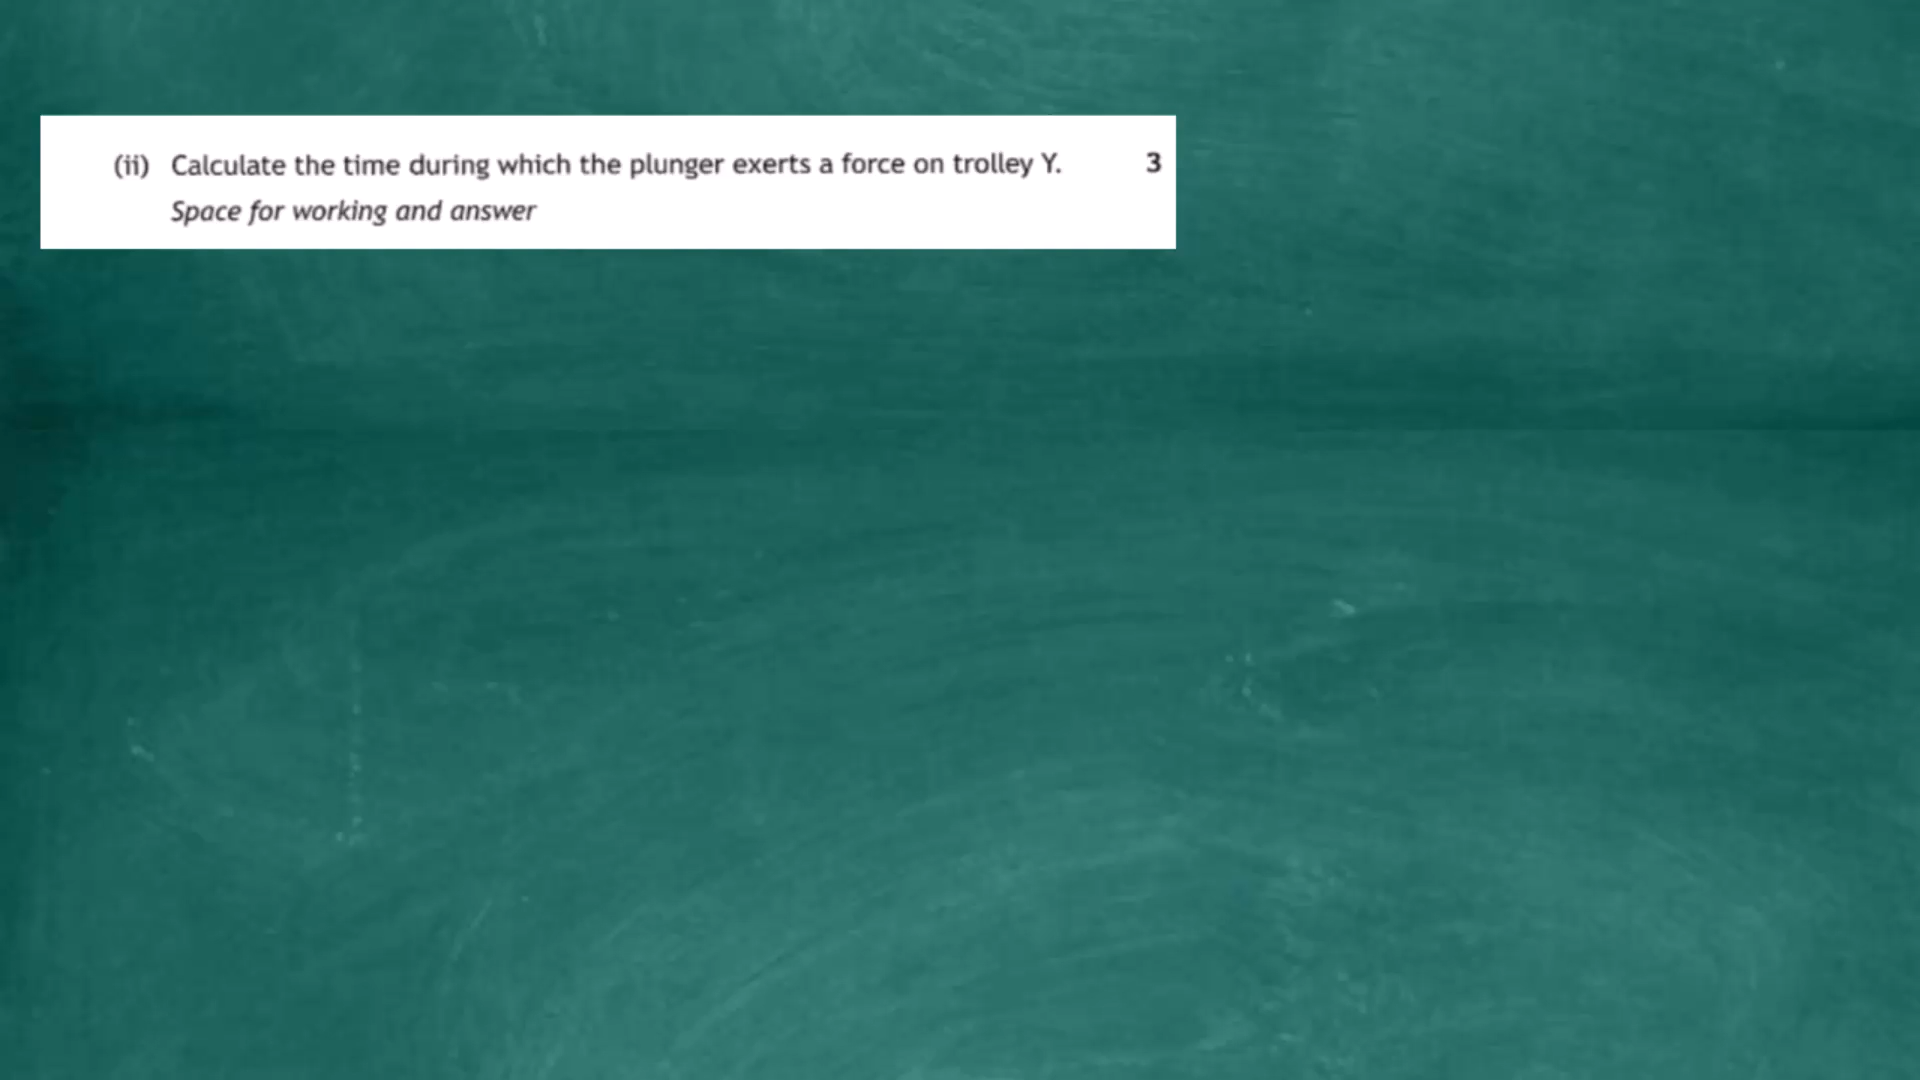 (ii) Calculate the time during which the plunger exerts a force on trolley Y. 3
Space for working and answer